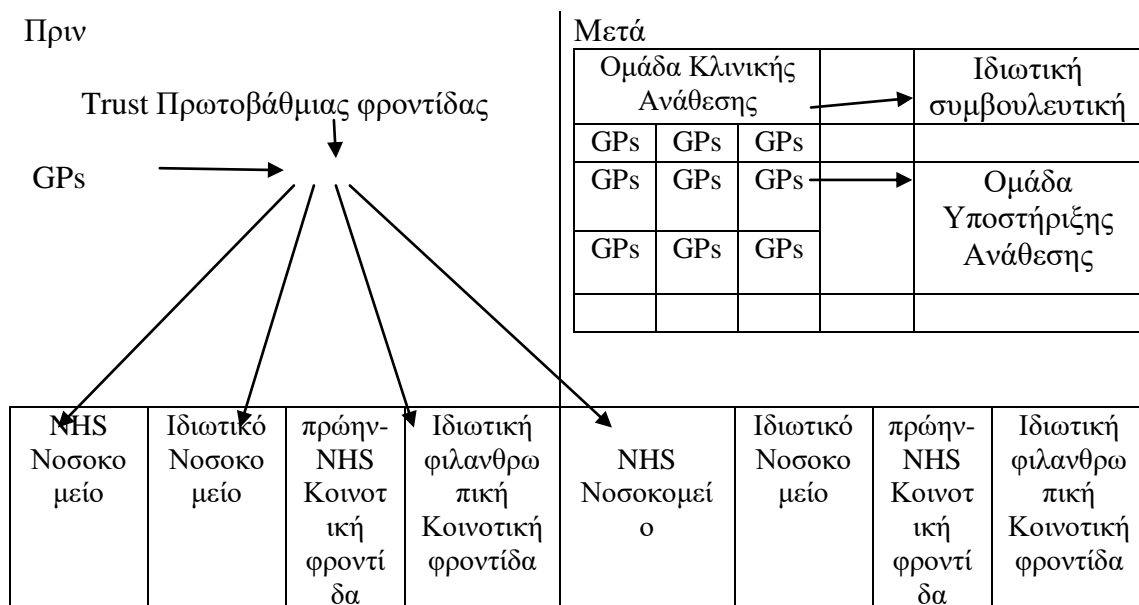 Πριν
Trust Πρωτοβάθμιας φροντίδας
GPs
Μετά
Ομάδα Κλινικής
Ανάθεσης
Ιδιωτική
συμβουλευτική
GPs GPs GPs
GPs GPs GPs
Ομάδα
Υποστήριξης
Ανάθεσης
GPs GPs GPs
NHS
Νοσοκο
μείο
Ιδιωτικό
Νοσοκο
μείο
πρώην-
NHS
Κοινοτ
ική
φροντί
δα
Ιδιωτική
φιλανθρω
πική
Κοινοτική
φροντίδα
NHS
Νοσοκομεί
ο
Ιδιωτικό
Νοσοκο
μείο
πρώην-
NHS
Κοινοτ
ική
φροντί
δα
Ιδιωτική
φιλανθρω
πική
Κοινοτική
φροντίδα